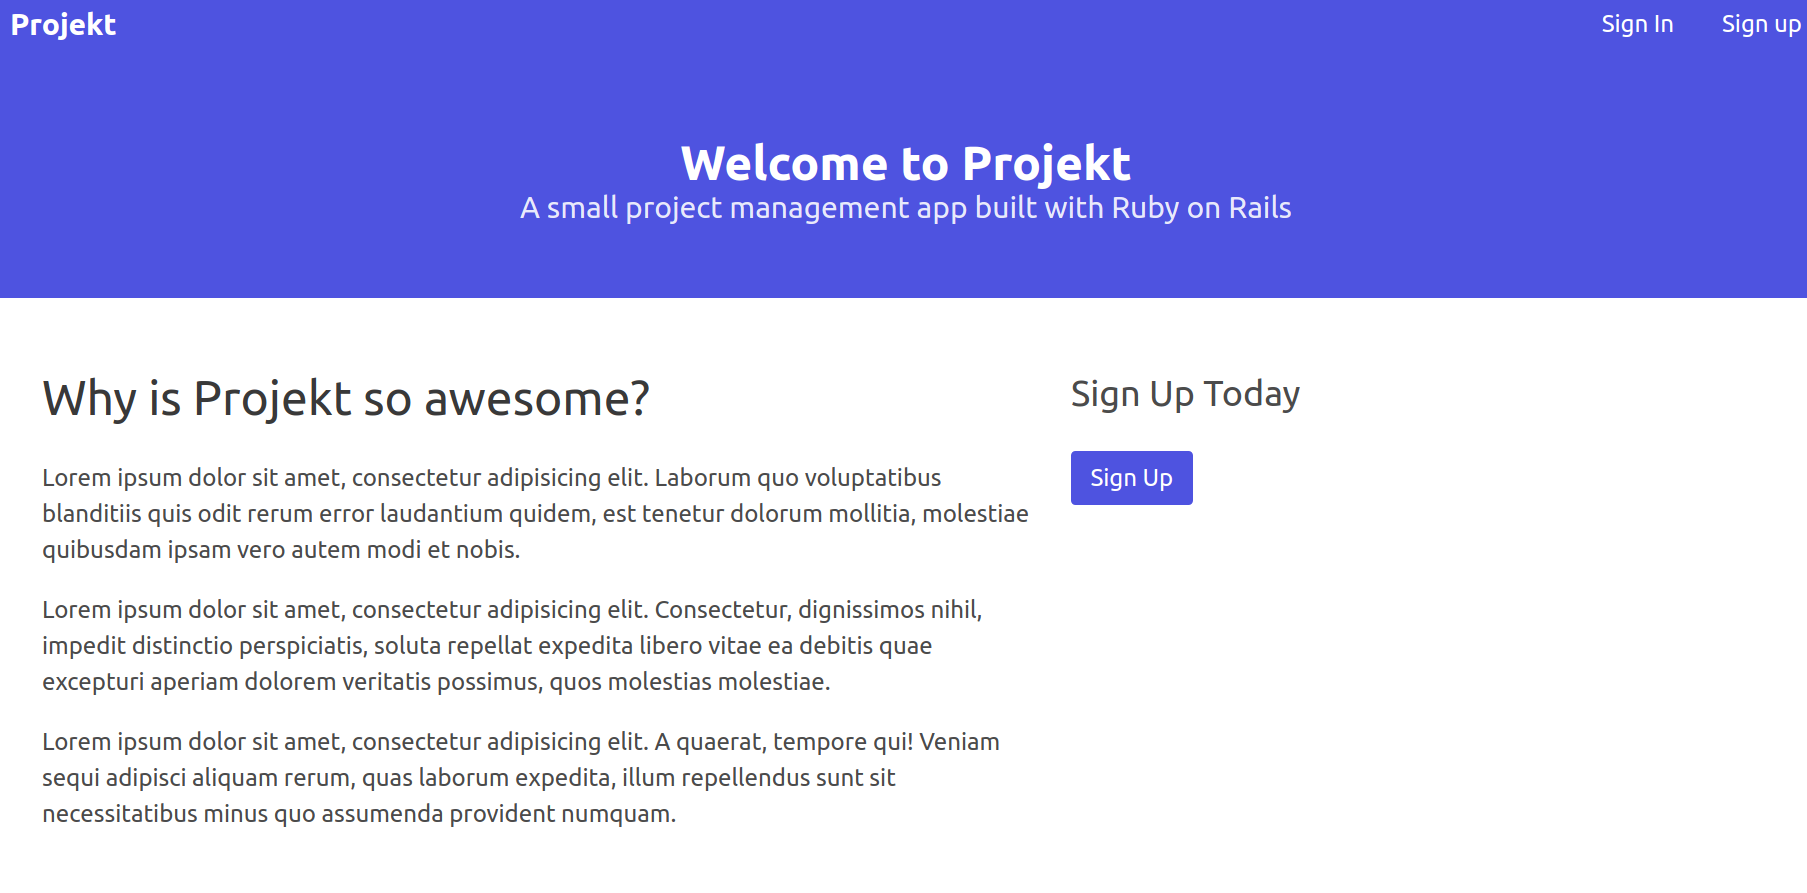 Projekt
Sign In
Sign up
Welcome to Projekt
A small project management app built with Ruby on Rails
Why is Projekt so awesome?
Lorem ipsum dolor sit amet, consectetur adipisicing elit. Laborum quo voluptatibus
blanditiis quis odit rerum error laudantium quidem, est tenetur dolorum mollitia, molestiae
quibusdam ipsam vero autem modi et nobis.
Lorem ipsum dolor sit amet, consectetur adipisicing elit. Consectetur, dignissimos nihil,
impedit distinctio perspiciatis, soluta repellat expedita libero vitae ea debitis quae
excepturi aperiam dolorem veritatis possimus, quos molestias molestiae.
Lorem ipsum dolor sit amet, consectetur adipisicing elit. A quaerat, tempore qui! Veniam
sequi adipisci aliquam rerum, quas laborum expedita, illum repellendus sunt sit
necessitatibus minus quo assumenda provident numquam.
Sign Up Today
Sign Up